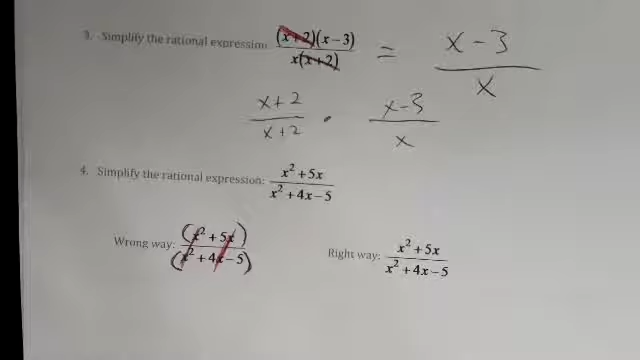 3. Simplify the rational expression: (x+2)(x−3) / x(x+2) = x−3 / x
x+2 / x+2 · x−3 / x
4. Simplify the rational expression: x² + 5x / x² + 4x − 5
Wrong way: (x² + 5x) / (x² + 4x − 5) Right way: x² + 5x / x² + 4x − 5